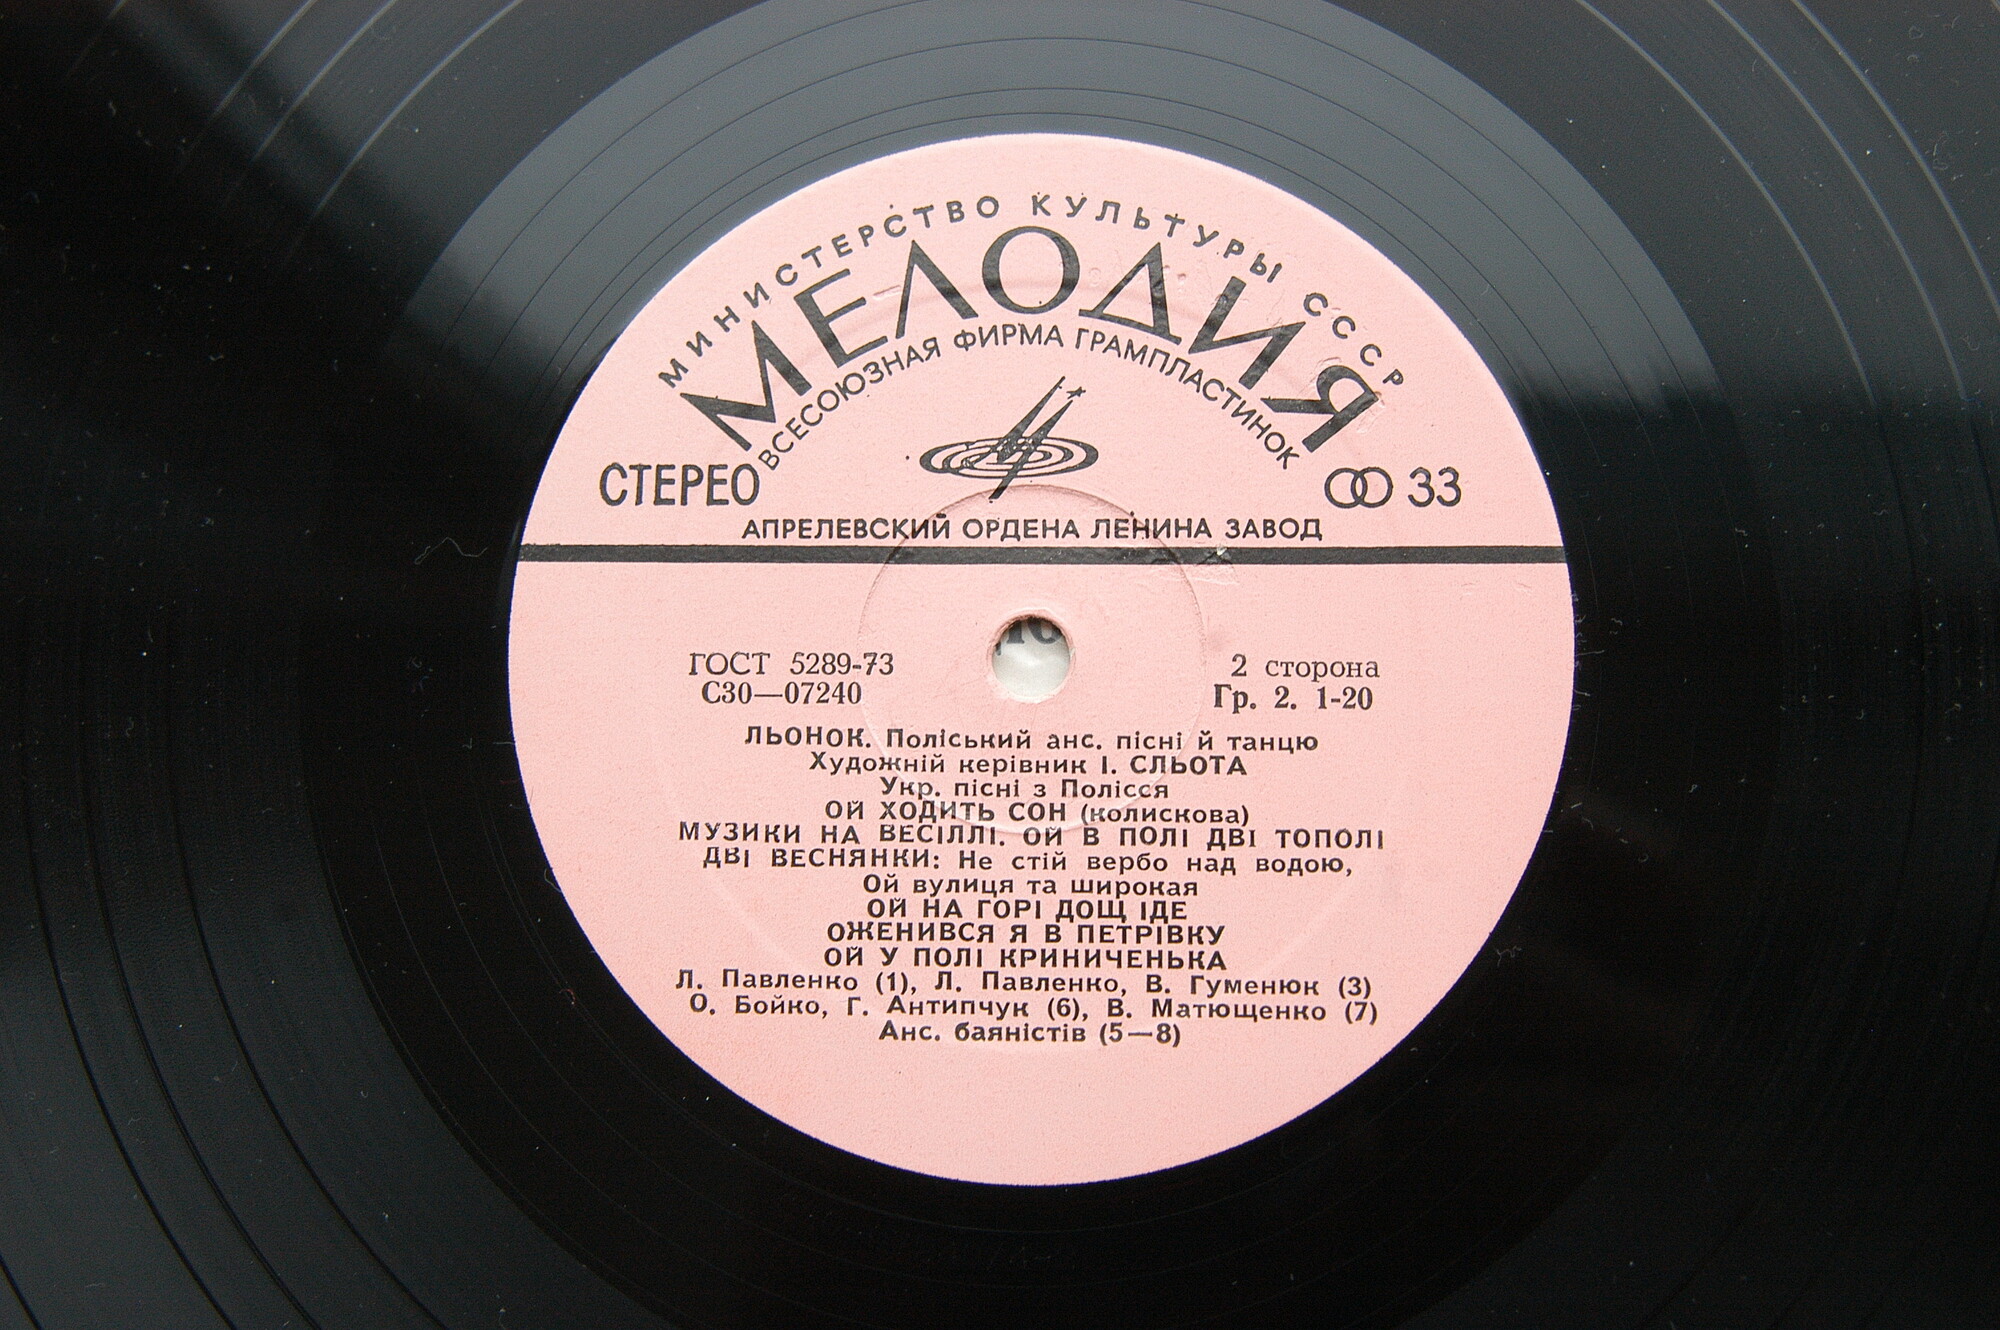 МИНИСТЕРСТВО КУЛЬТУРЫ СССР
МЕЛОДИЯ
ВСЕСОЮЗНАЯ ФИРМА ГРАМПЛАСТИНОК
СТЕРЕО 33
АПРЕЛЕВСКИЙ ОРДЕНА ЛЕНИНА ЗАВОД
ГОСТ 5289-73 2 сторона
С30—07240 Гр. 2. 1-20
ЛЬОНОК. Поліський анс. пісні й танцю
Художній керівник І. СЛЬОТА
Укр. пісні з Полісся
ОЙ ХОДИТЬ СОН (колискова)
МУЗИКИ НА ВЕСІЛЛІ. ОЙ В ПОЛІ ДВІ ТОПОЛІ
ДВІ ВЕСНЯНКИ: Не стій вербо над водою,
Ой вулиця та широкая
ОЙ НА ГОРІ ДОЩ ІДЕ
ОЖЕНИВСЯ Я В ПЕТРІВКУ
ОЙ У ПОЛІ КРИНИЧЕНЬКА
Л. Павленко (1), Л. Павленко, В. Гуменюк (3)
О. Бойко, Г. Антипчук (6), В. Матющенко (7)
Анс. баяністів (5—8)